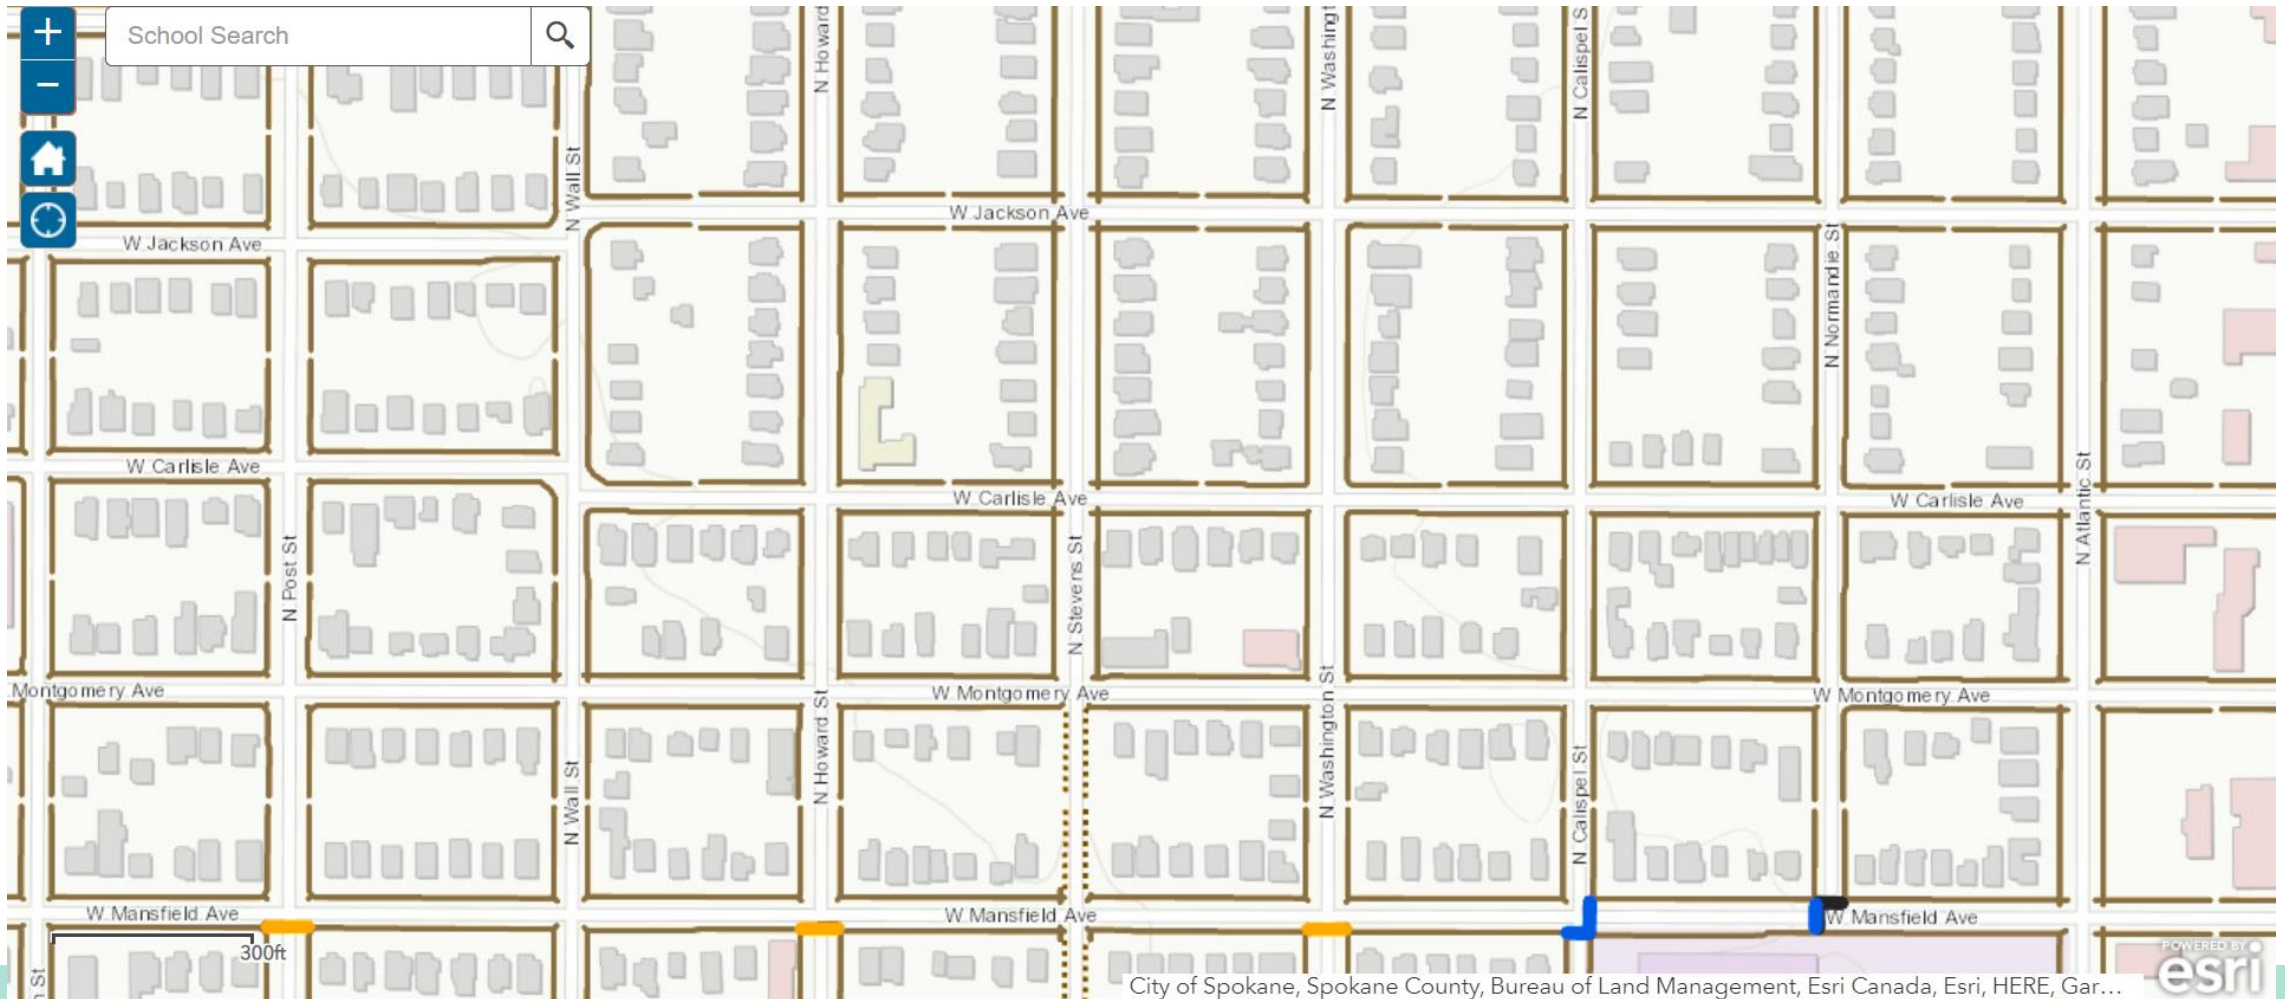 +
School Search
−
N Howard
N Washingt
N Calispel S
N Wall St
W Jackson Ave
W Jackson Ave
N Normandie St
W Carlisle Ave
W Carlisle Ave
W Carlisle Ave
N Atlantic St
N Post St
N Stevens St
Montgomery Ave
W Montgomery Ave
W Montgomery Ave
N Howard St
N Washington St
N Wall St
N Calispel St
W Mansfield Ave
W Mansfield Ave
W Mansfield Ave
300ft
n St
POWERED BY
esri
City of Spokane, Spokane County, Bureau of Land Management, Esri Canada, Esri, HERE, Gar...